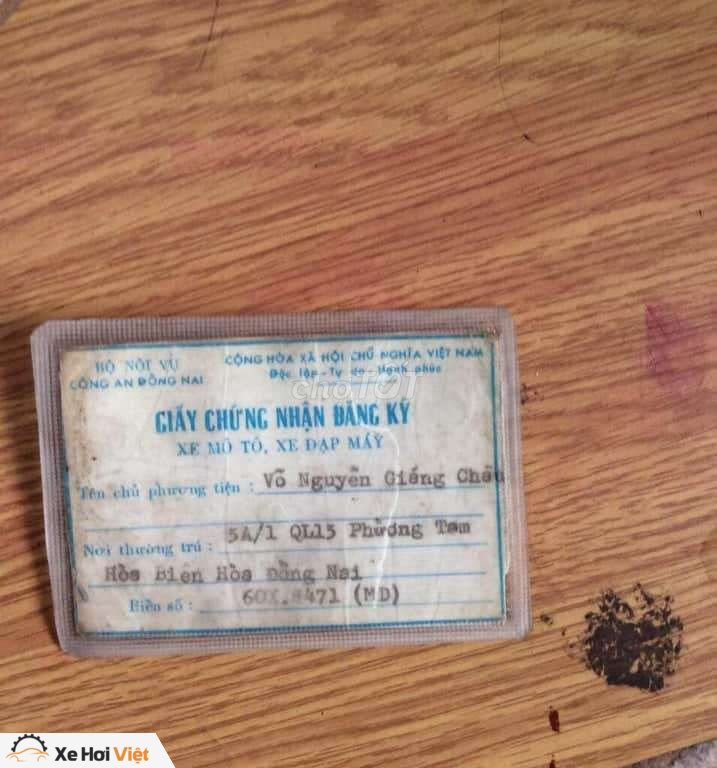 BỘ NỘI VỤ
CÔNG AN ĐỒNG NAI
CỘNG HÒA XÃ HỘI CHỦ NGHĨA VIỆT NAM
Độc lập - Tự do - Hạnh phúc
choTOT
GIẤY CHỨNG NHẬN ĐĂNG KÝ
XE MÔ TÔ, XE ĐẠP MÁY
Tên chủ phương tiện : Võ Nguyễn Giáng Châu
Nơi thường trú : 5A/1 QL15 Phường Tam
Hòa Biên Hòa Đồng Nai
Biển số : (MĐ)
Xe Hơi Việt